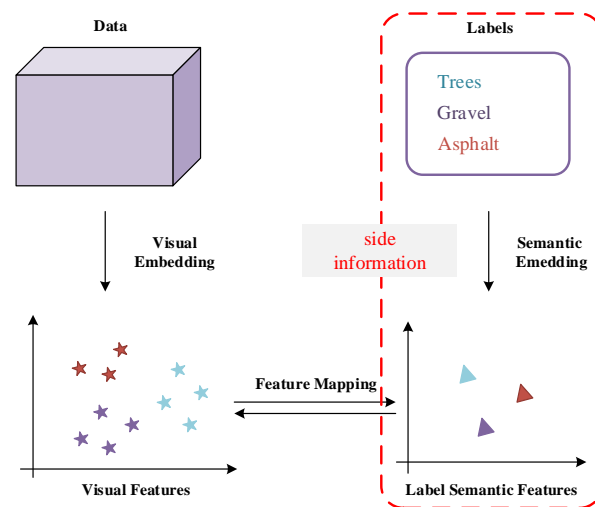 Data
Labels
Trees
Gravel
Asphalt
Visual
Embedding
side
information
Semantic
Emedding
Feature Mapping
Visual Features
Label Semantic Features